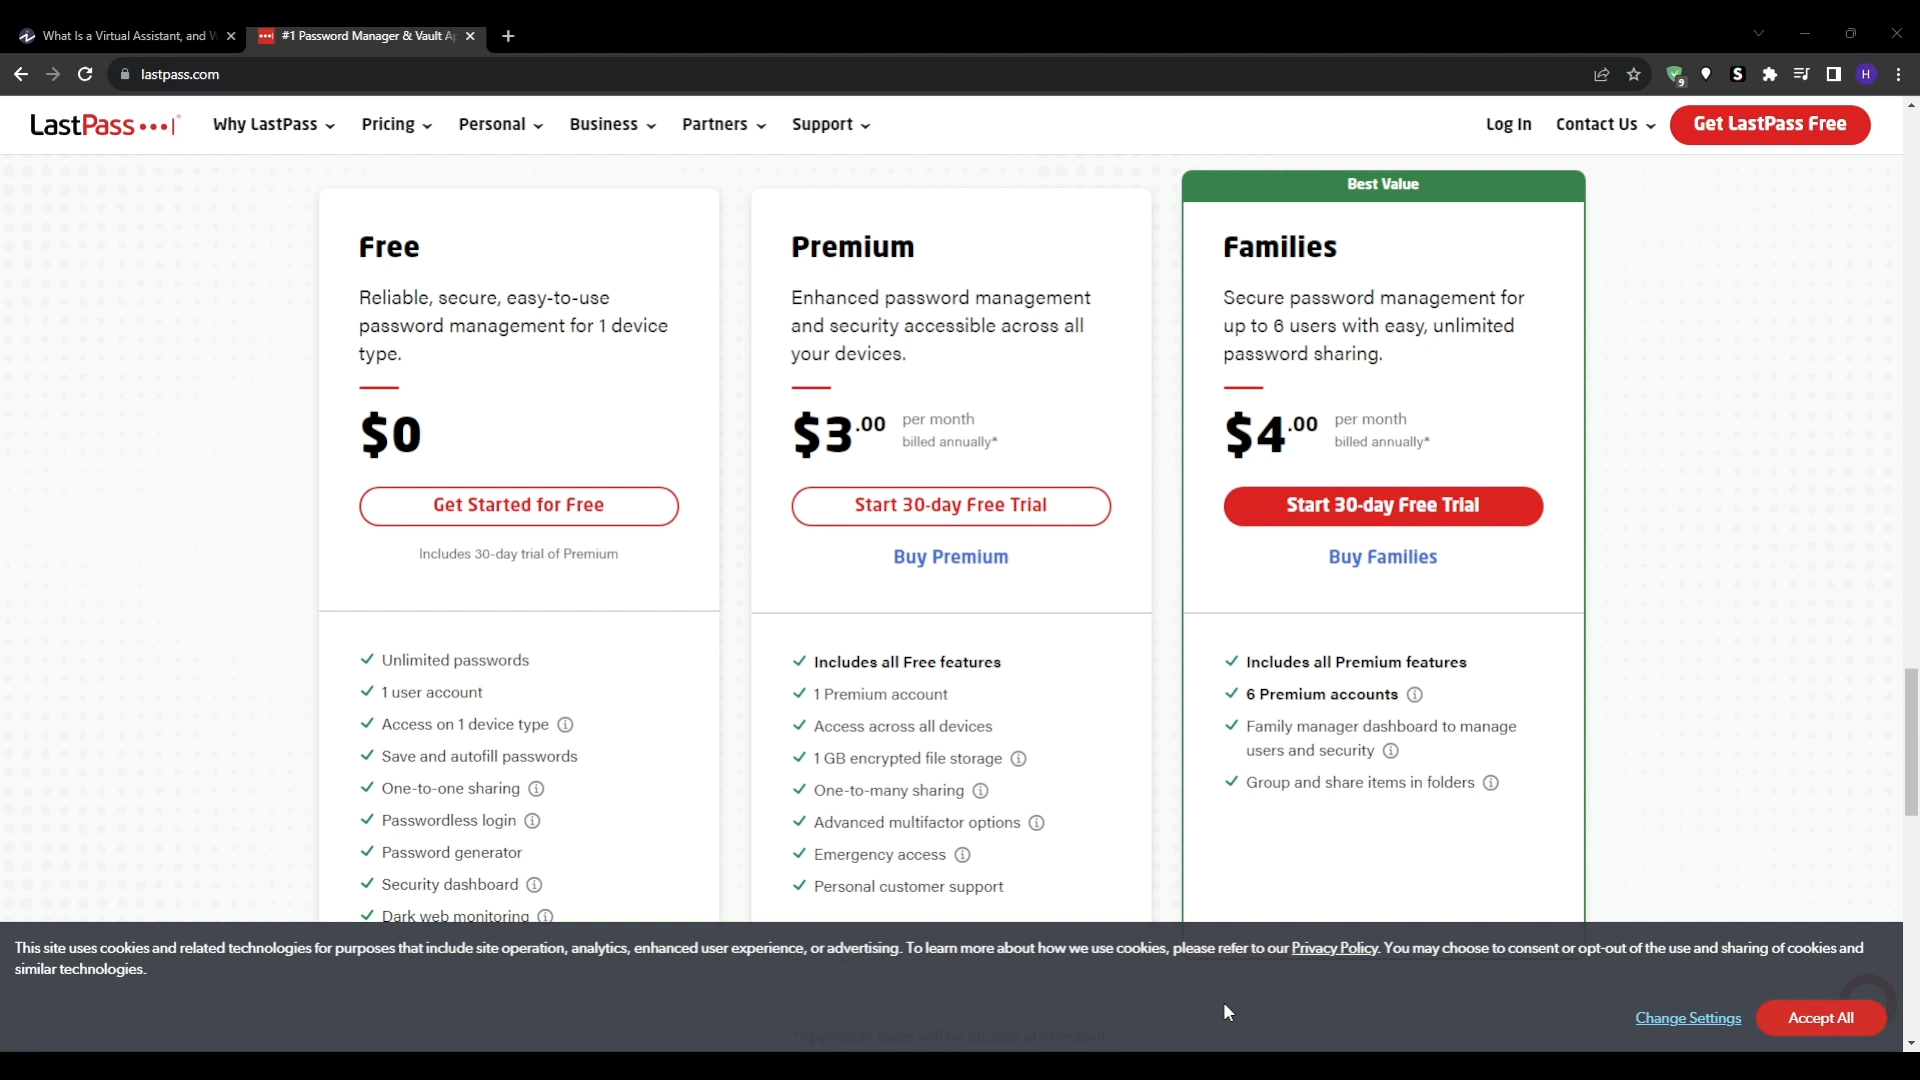 What Is a Virtual Assistant, and
#1 Password Manager & Vault
lastpass.com
9
S
H
LastPass
Why LastPass
Pricing
Personal
Business
Partners
Support
Log In
Contact Us
Get LastPass Free
Free
Reliable, secure, easy-to-use
password management for 1 device
type.
$0
Get Started for Free
Includes 30-day trial of Premium
Unlimited passwords
1 user account
Access on 1 device type
Save and autofill passwords
One-to-one sharing
Passwordless login
Password generator
Security dashboard
Dark web monitoring
Premium
Enhanced password management
and security accessible across all
your devices.
$3.00 per month
billed annually*
Start 30-day Free Trial
Buy Premium
Includes all Free features
1 Premium account
Access across all devices
1 GB encrypted file storage
One-to-many sharing
Advanced multifactor options
Emergency access
Personal customer support
Best Value
Families
Secure password management for
up to 6 users with easy, unlimited
password sharing.
$4.00 per month
billed annually*
Start 30-day Free Trial
Buy Families
Includes all Premium features
6 Premium accounts
Family manager dashboard to manage
users and security
Group and share items in folders
This site uses cookies and related technologies for purposes that include site operation, analytics, enhanced user experience, or advertising. To learn more about how we use cookies, please refer to our Privacy Policy. You may choose to consent or opt-out of the use and sharing of cookies and
similar technologies.
*Applicable taxes will be applied at checkout.
Change Settings
Accept All